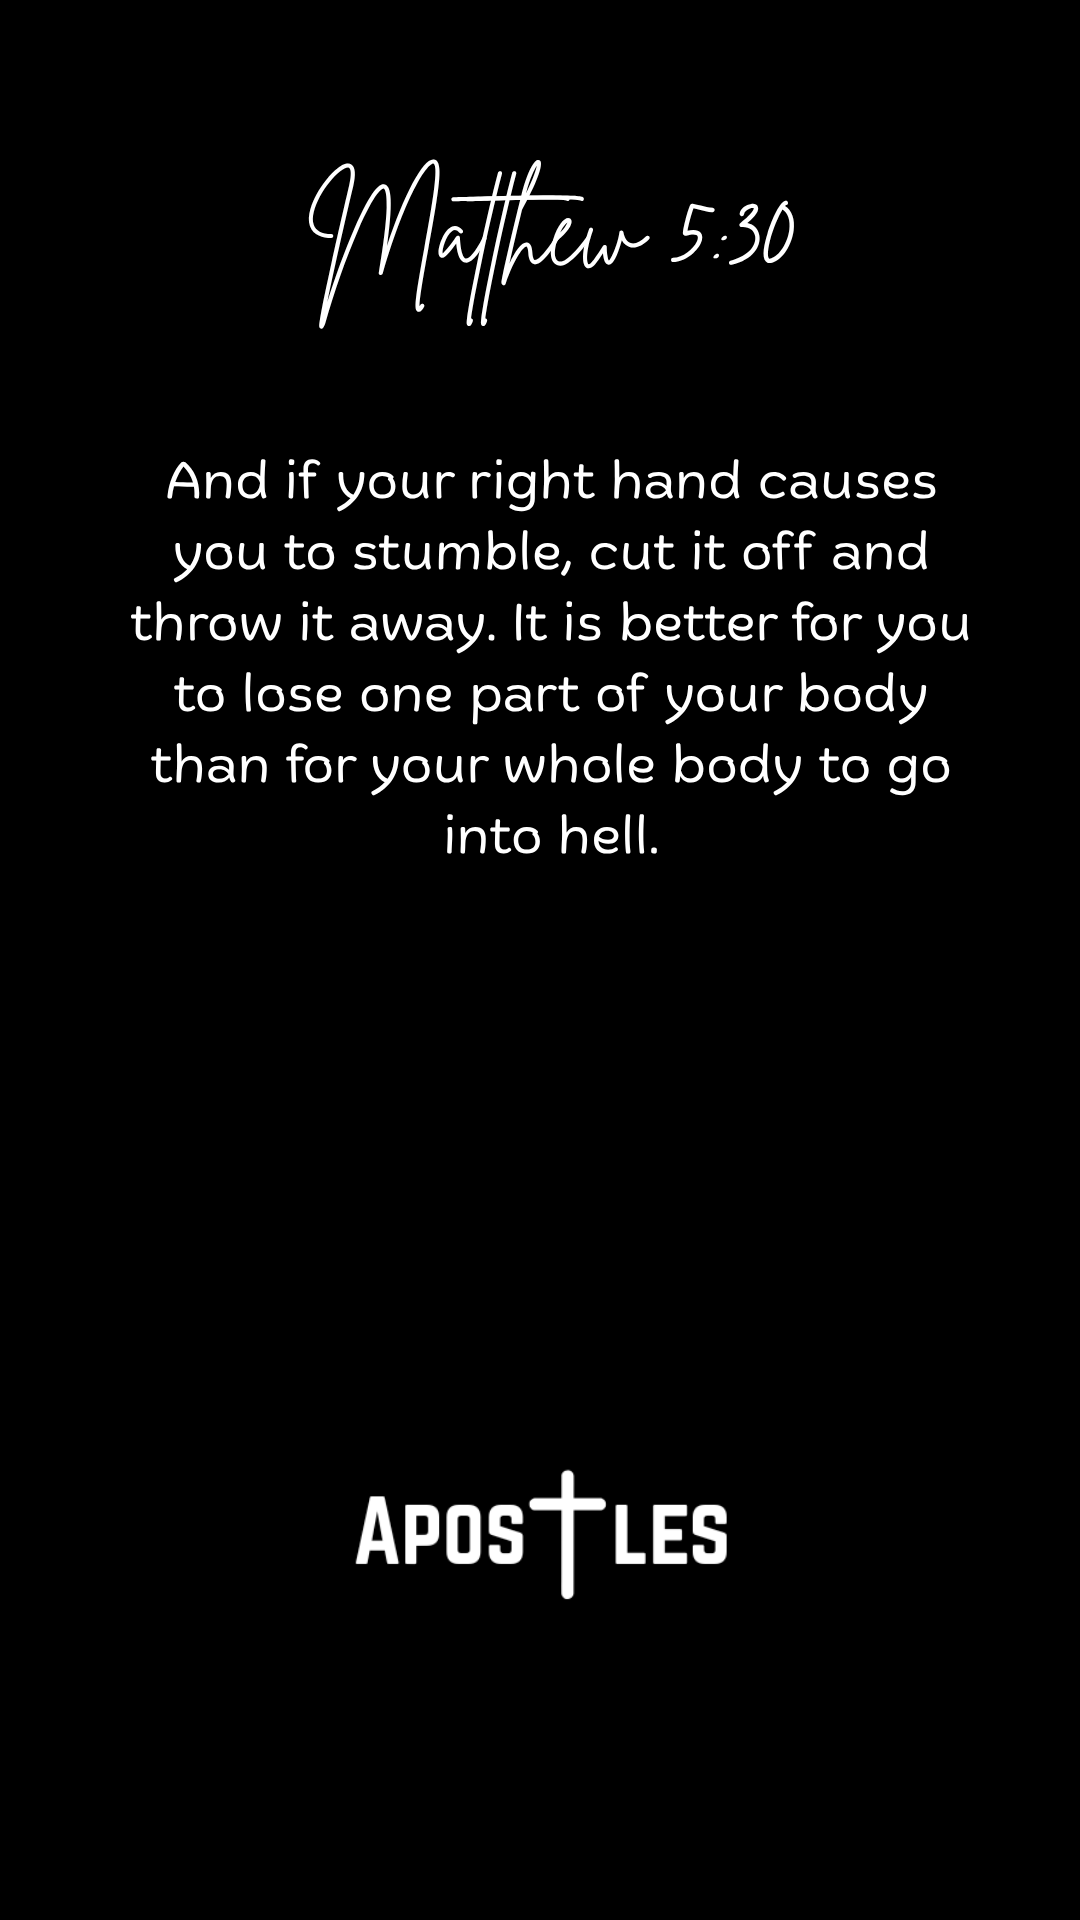 Matthew 5:30
And if your right hand causes
you to stumble, cut it off and
throw it away. It is better for you
to lose one part of your body
than for your whole body to go
into hell.
APOSTLES